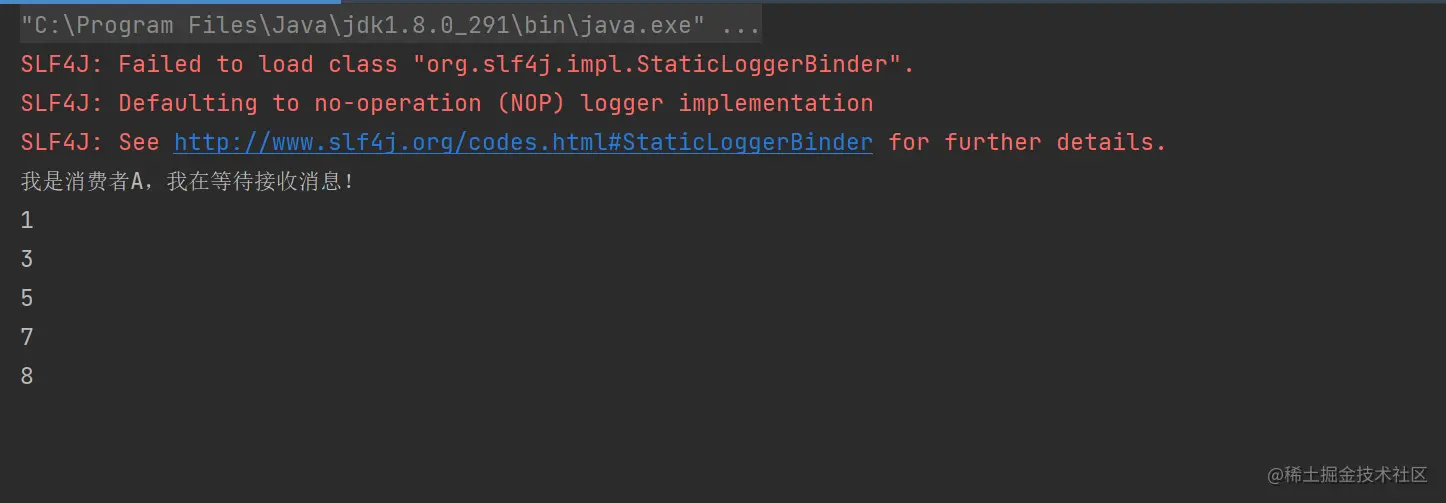 "C:\Program Files\Java\jdk1.8.0_291\bin\java.exe" ...
SLF4J: Failed to load class "org.slf4j.impl.StaticLoggerBinder".
SLF4J: Defaulting to no-operation (NOP) logger implementation
SLF4J: See http://www.slf4j.org/codes.html#StaticLoggerBinder for further details.
我是消费者A，我在等待接收消息！
1
3
5
7
8
@稀土掘金技术社区